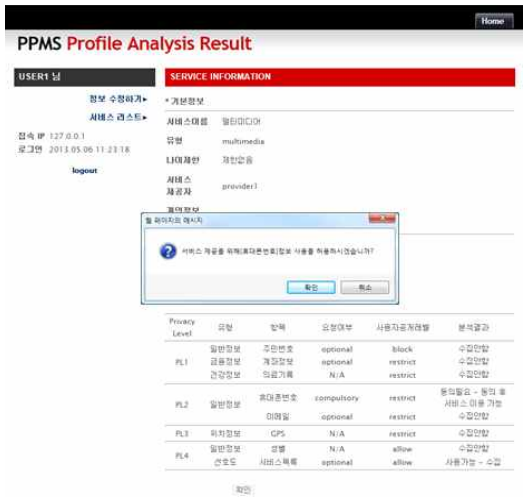 Home
PPMS Profile Analysis Result
USER1 님
정보 수정하기▸
서비스 리스트▸
접속 IP 127.0.0.1
로그인 2013.05.06 11:23:18
logout
SERVICE INFORMATION
* 기본정보
서비스이름 멀티미디어
유형 multimedia
나이제한 제한없음
서비스
제공자 provider1
개인정보
웹 페이지의 메시지
서비스 제공을 위해[휴대폰번호]정보 사용를 허용하시겠습니까?
확인 취소
Privacy
Level 유형 항목 요청여부 사용자공개레벨 분석결과
PL1 일반정보 주민번호 optional block 수집안함
금융정보 계좌정보 optional restrict 수집안함
건강정보 의료기록 N/A restrict 수집안함
PL2 일반정보 휴대폰번호 compulsory restrict 동의필요 - 동의 후
서비스 이용 가능
이메일 optional restrict 수집안함
PL3 위치정보 GPS N/A restrict 수집안함
PL4 일반정보 성별 N/A allow 수집안함
선호도 서비스목록 optional allow 사용가능 - 수집
확인